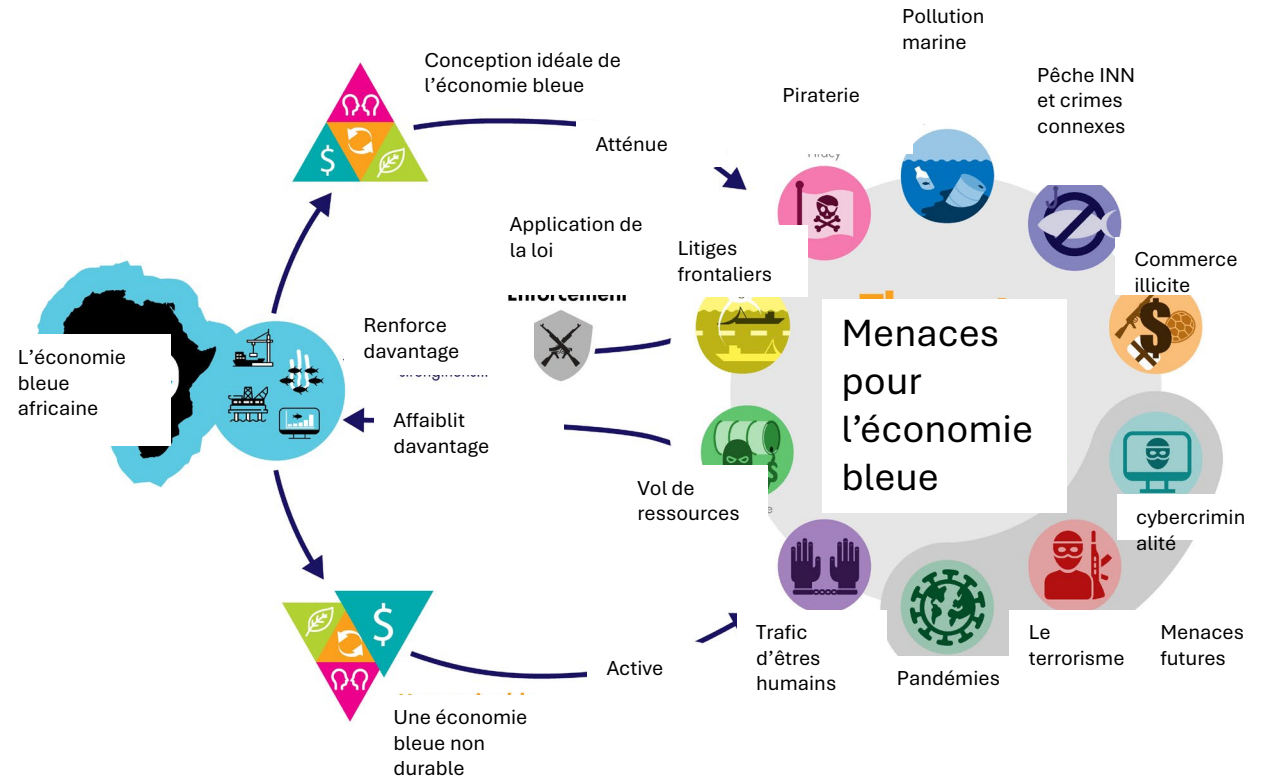 Pollution
marine
Conception idéale de
l’économie bleue
Pêche INN
et crimes
connexes
Piraterie
Atténue
Application de
la loi
Litiges
frontaliers
Commerce
illicite
Enforcement
Renforce
davantage
L’économie
bleue
africaine
Menaces
pour
l’économie
bleue
Affaiblit
davantage
Vol de
ressources
cybercrimin
alité
Trafic
d’êtres
humains
Le
terrorisme
Menaces
futures
Pandémies
Active
Une économie
bleue non
durable